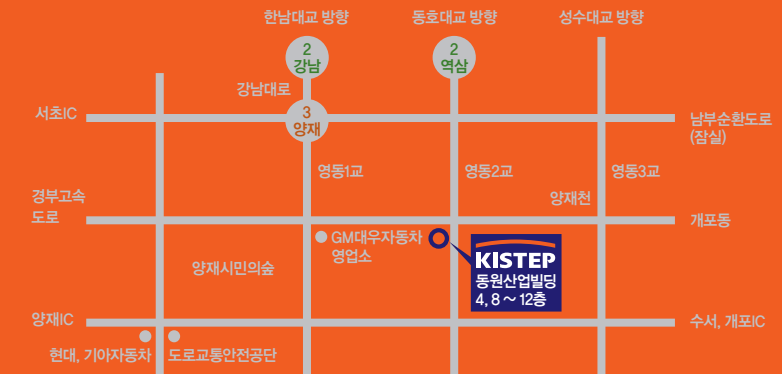 한남대교 방향
동호대교 방향
성수대교 방향
2
강남
2
역삼
강남대로
서초IC
3
양재
남부순환도로
(잠실)
영동1교
영동2교
영동3교
경부고속
도로
양재천
개포동
GM대우자동차
영업소
양재시민의숲
KISTEP
동원산업빌딩
4, 8 ~ 12층
양재IC
수서, 개포IC
현대, 기아자동차
도로교통안전공단